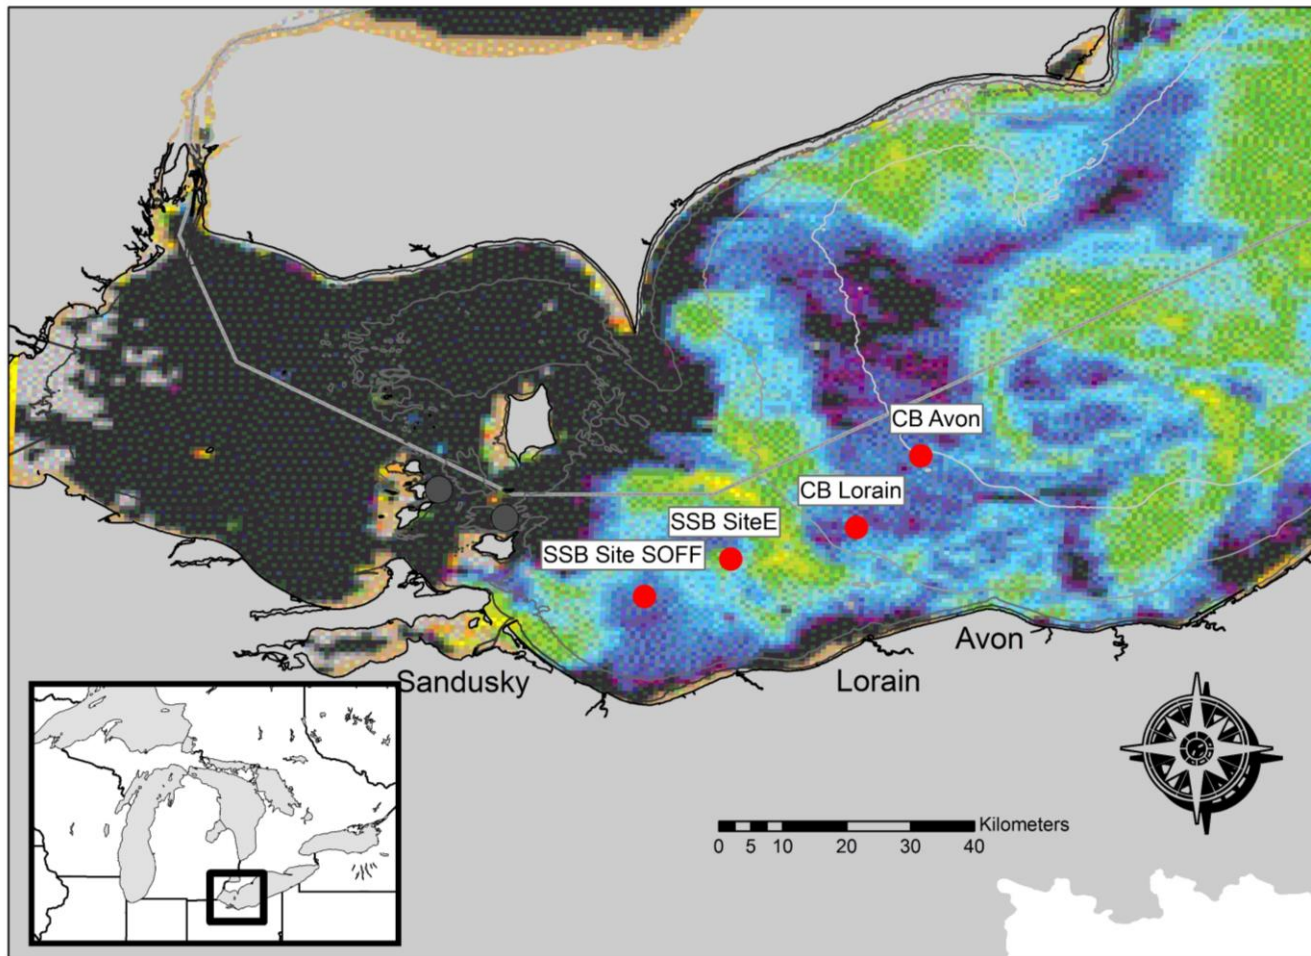 CB Avon
CB Lorain
SSB SiteE
SSB Site SOFF
Avon
Sandusky
Lorain
Kilometers
0 5 10 20 30 40